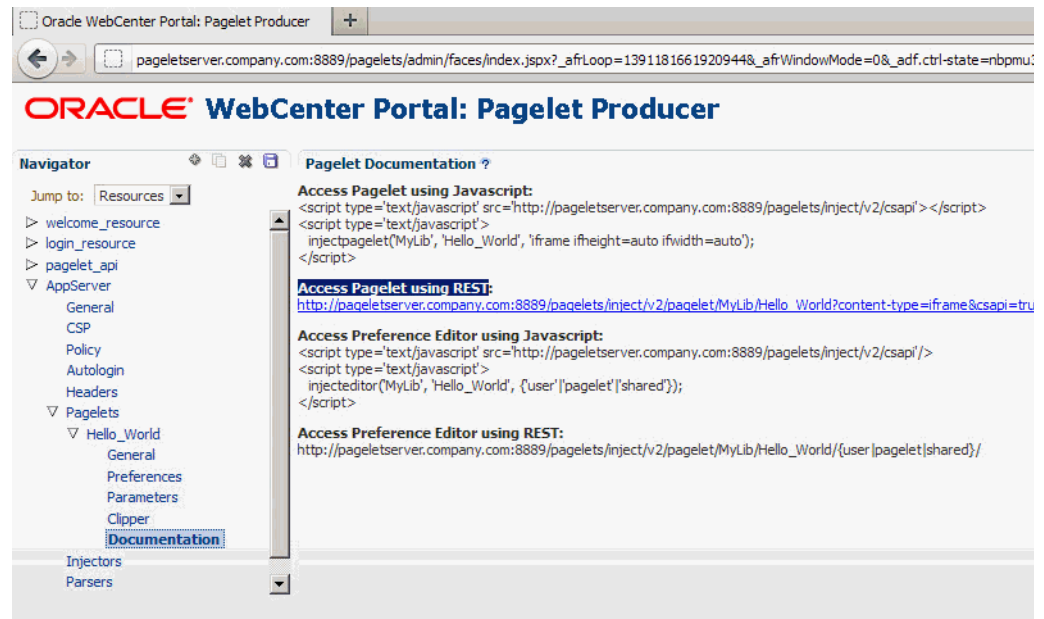 Oracle WebCenter Portal: Pagelet Producer
pageletserver.company.com:8889/pagelets/admin/faces/index.jspx?_afrLoop=1391181661920944&_afrWindowMode=0&_adf.ctrl-state=nbpmu
ORACLE WebCenter Portal: Pagelet Producer
Navigator
Jump to: Resources
welcome_resource
login_resource
pagelet_api
AppServer
General
CSP
Policy
Autologin
Headers
Pagelets
Hello_World
General
Preferences
Parameters
Clipper
Documentation
Injectors
Parsers
Pagelet Documentation ?
Access Pagelet using Javascript:
<script type='text/javascript' src='http://pageletserver.company.com:8889/pagelets/inject/v2/csapi'></script>
<script type='text/javascript'>
injectpagelet('MyLib', 'Hello_World', 'iframe ifheight=auto ifwidth=auto');
</script>
Access Pagelet using REST:
http://pageletserver.company.com:8889/pagelets/inject/v2/pagelet/MyLib/Hello_World?content-type=iframe&csapi=tru
Access Preference Editor using Javascript:
<script type='text/javascript' src='http://pageletserver.company.com:8889/pagelets/inject/v2/csapi'/>
<script type='text/javascript'>
injecteditor('MyLib', 'Hello_World', {'user'|'pagelet'|'shared'});
</script>
Access Preference Editor using REST:
http://pageletserver.company.com:8889/pagelets/inject/v2/pagelet/MyLib/Hello_World/{user|pagelet|shared}/